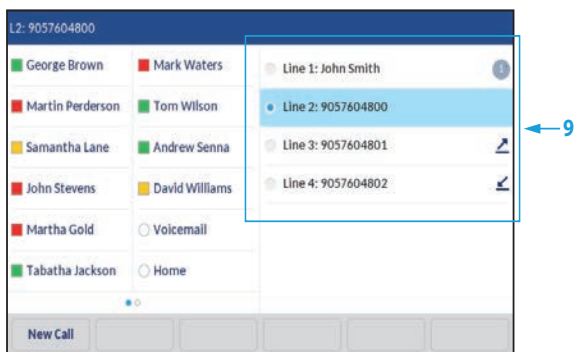 L2: 9057604800
George Brown
Mark Waters
Line 1: John Smith
1
Martin Perderson
Tom Wilson
Line 2: 9057604800
9
Samantha Lane
Andrew Senna
Line 3: 9057604801
John Stevens
David Williams
Line 4: 9057604802
Martha Gold
Voicemail
Tabatha Jackson
Home
New Call